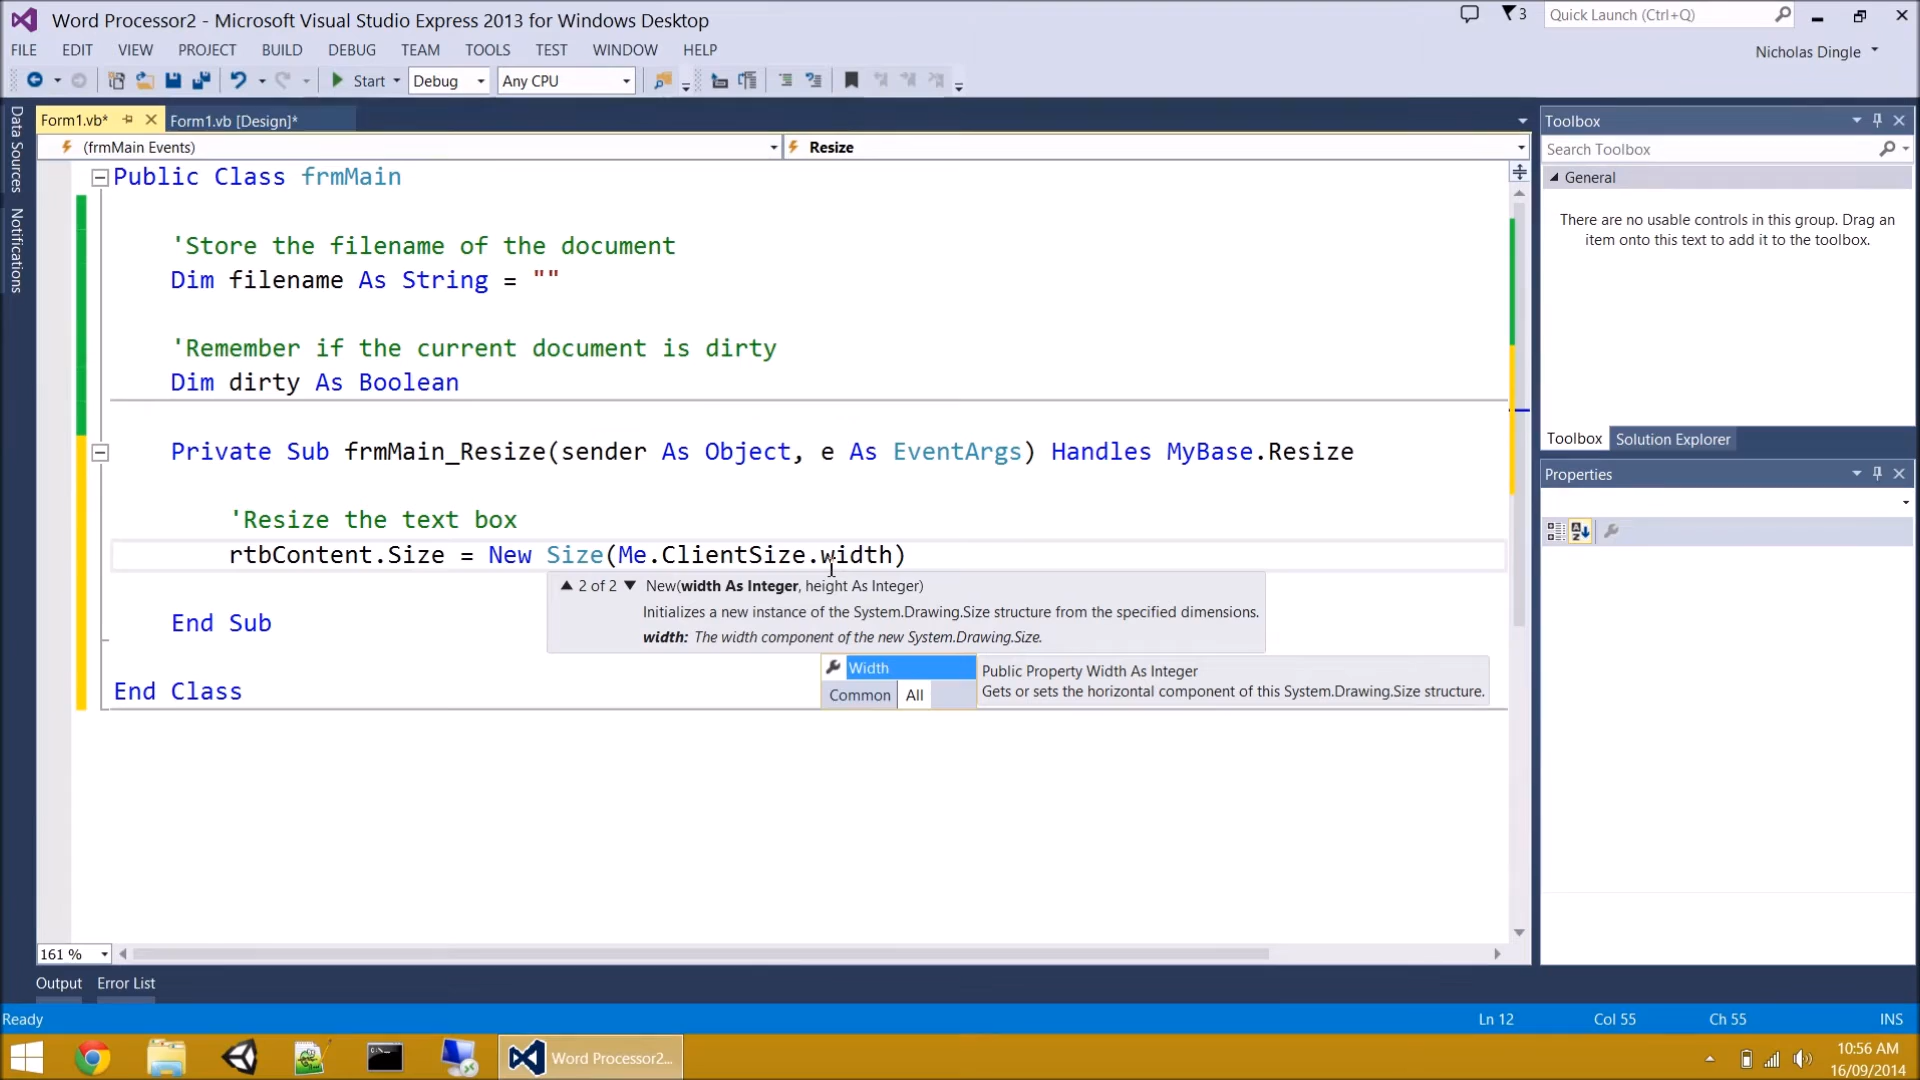 Word Processor2 - Microsoft Visual Studio Express 2013 for Windows Desktop
3
Quick Launch (Ctrl+Q)
FILE EDIT VIEW PROJECT BUILD DEBUG TEAM TOOLS TEST WINDOW HELP
Nicholas Dingle
Start Debug Any CPU
Data Sources
Notifications
Form1.vb* Form1.vb [Design]*
(frmMain Events) Resize
Public Class frmMain
'Store the filename of the document
Dim filename As String = ""
'Remember if the current document is dirty
Dim dirty As Boolean
Private Sub frmMain_Resize(sender As Object, e As EventArgs) Handles MyBase.Resize
'Resize the text box
rtbContent.Size = New Size(Me.ClientSize.width)
▲ 2 of 2 ▼ New(width As Integer, height As Integer)
Initializes a new instance of the System.Drawing.Size structure from the specified dimensions.
width: The width component of the new System.Drawing.Size.
Width
Common All
Public Property Width As Integer
Gets or sets the horizontal component of this System.Drawing.Size structure.
End Sub
End Class
161 %
Toolbox
Search Toolbox
General
There are no usable controls in this group. Drag an
item onto this text to add it to the toolbox.
Toolbox Solution Explorer
Properties
Output Error List
Ready Ln 12 Col 55 Ch 55 INS
Word Processor2...
10:56 AM
16/09/2014